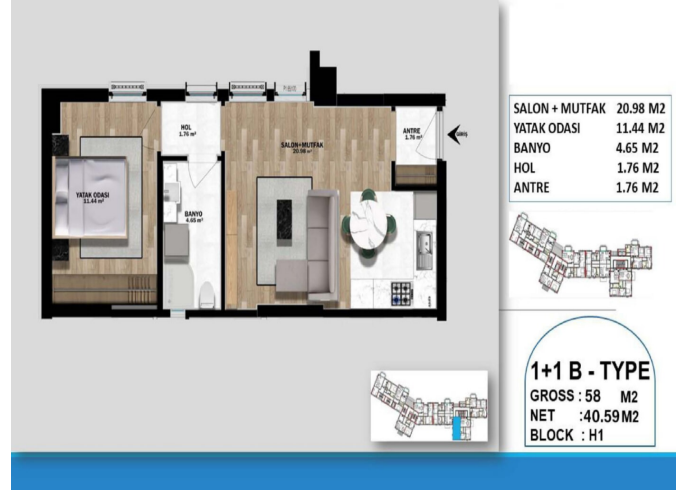 HOL
1.76 m²
SALON+MUTFAK
20.98 m²
ANTRE
1.76 m²
GİRİŞ
YATAK ODASI
11.44 m²
BANYO
4.65 m²
SALON + MUTFAK 20.98 M2
YATAK ODASI 11.44 M2
BANYO 4.65 M2
HOL 1.76 M2
ANTRE 1.76 M2
1+1 B - TYPE
GROSS : 58 M2
NET :40.59 M2
BLOCK : H1